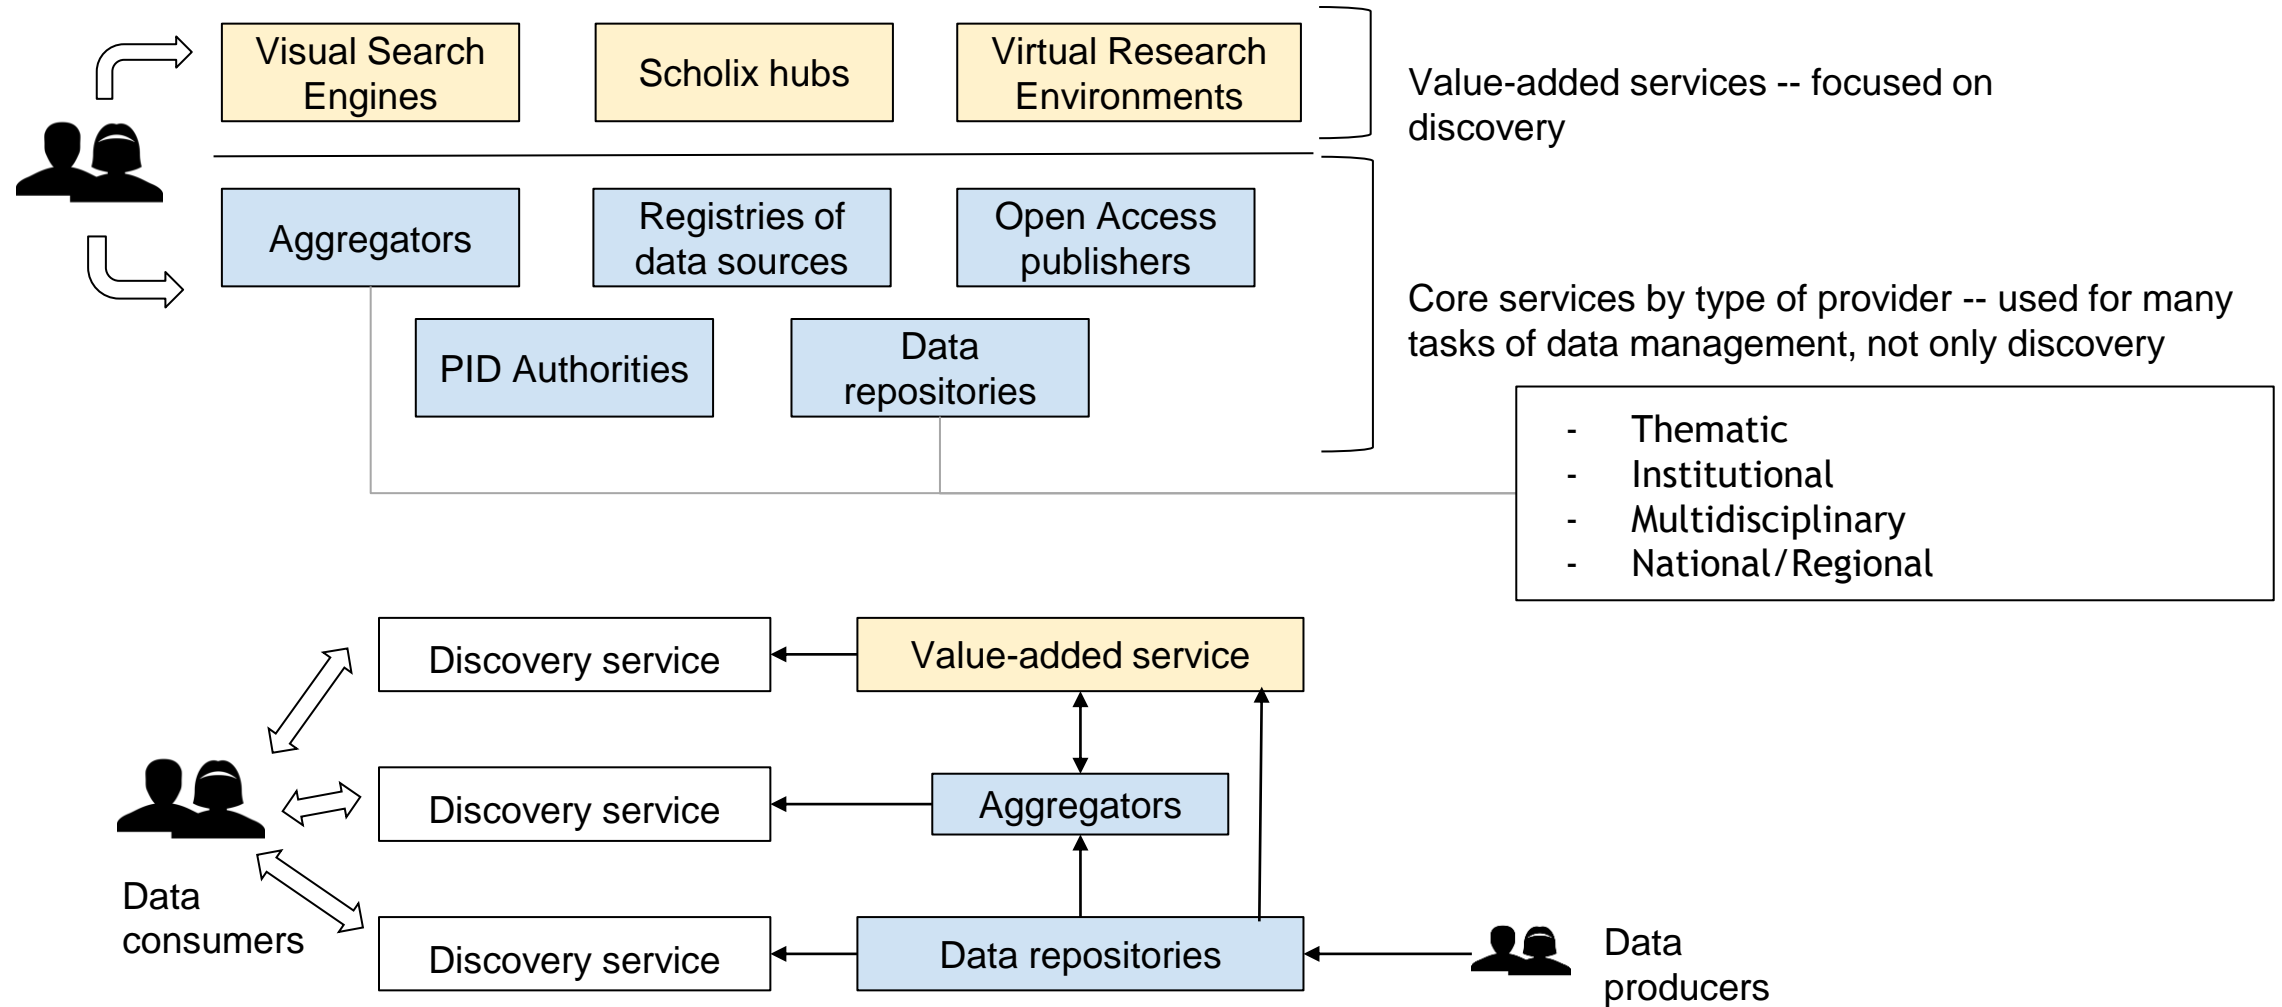 Visual Search
Engines
Scholix hubs
Virtual Research
Environments
Value-added services -- focused on
discovery
Aggregators
Registries of
data sources
Open Access
publishers
Core services by type of provider -- used for many
tasks of data management, not only discovery
PID Authorities
Data
repositories
- Thematic
- Institutional
- Multidisciplinary
- National/Regional
Discovery service
Value-added service
Discovery service
Aggregators
Data
consumers
Discovery service
Data repositories
Data
producers